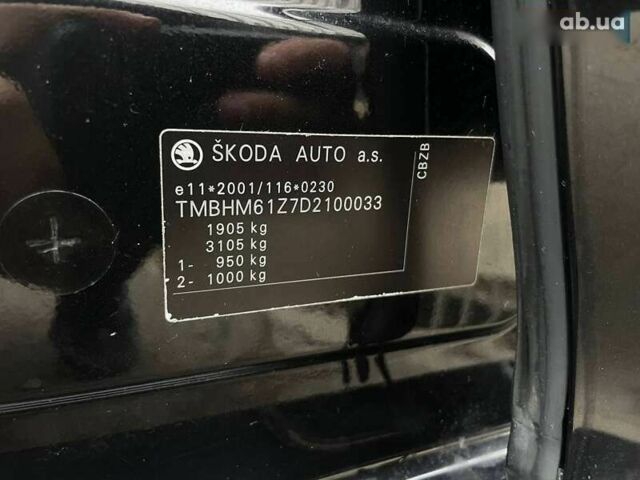 ab.ua
ŠKODA AUTO a.s.
CBZB
e11*2001/116*0230
TMBHM61Z7D2100033
1905 kg
3105 kg
1- 950 kg
2- 1000 kg